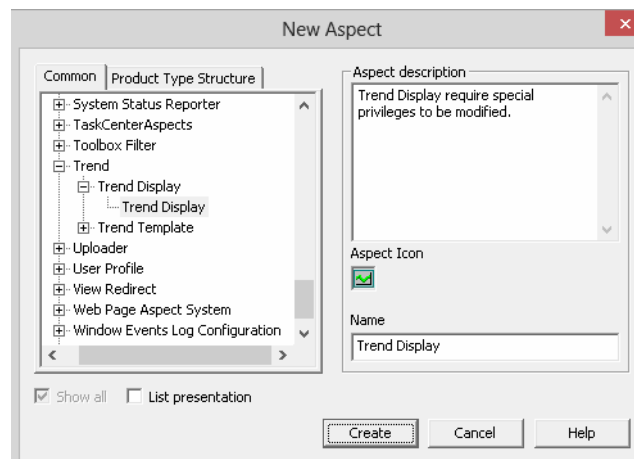 New Aspect
Common
Product Type Structure
System Status Reporter
TaskCenterAspects
Toolbox Filter
Trend
Trend Display
Trend Display
Trend Template
Uploader
User Profile
View Redirect
Web Page Aspect System
Window Events Log Configuration
Show all
List presentation
Aspect description
Trend Display require special
privileges to be modified.
Aspect Icon
Name
Trend Display
Create
Cancel
Help